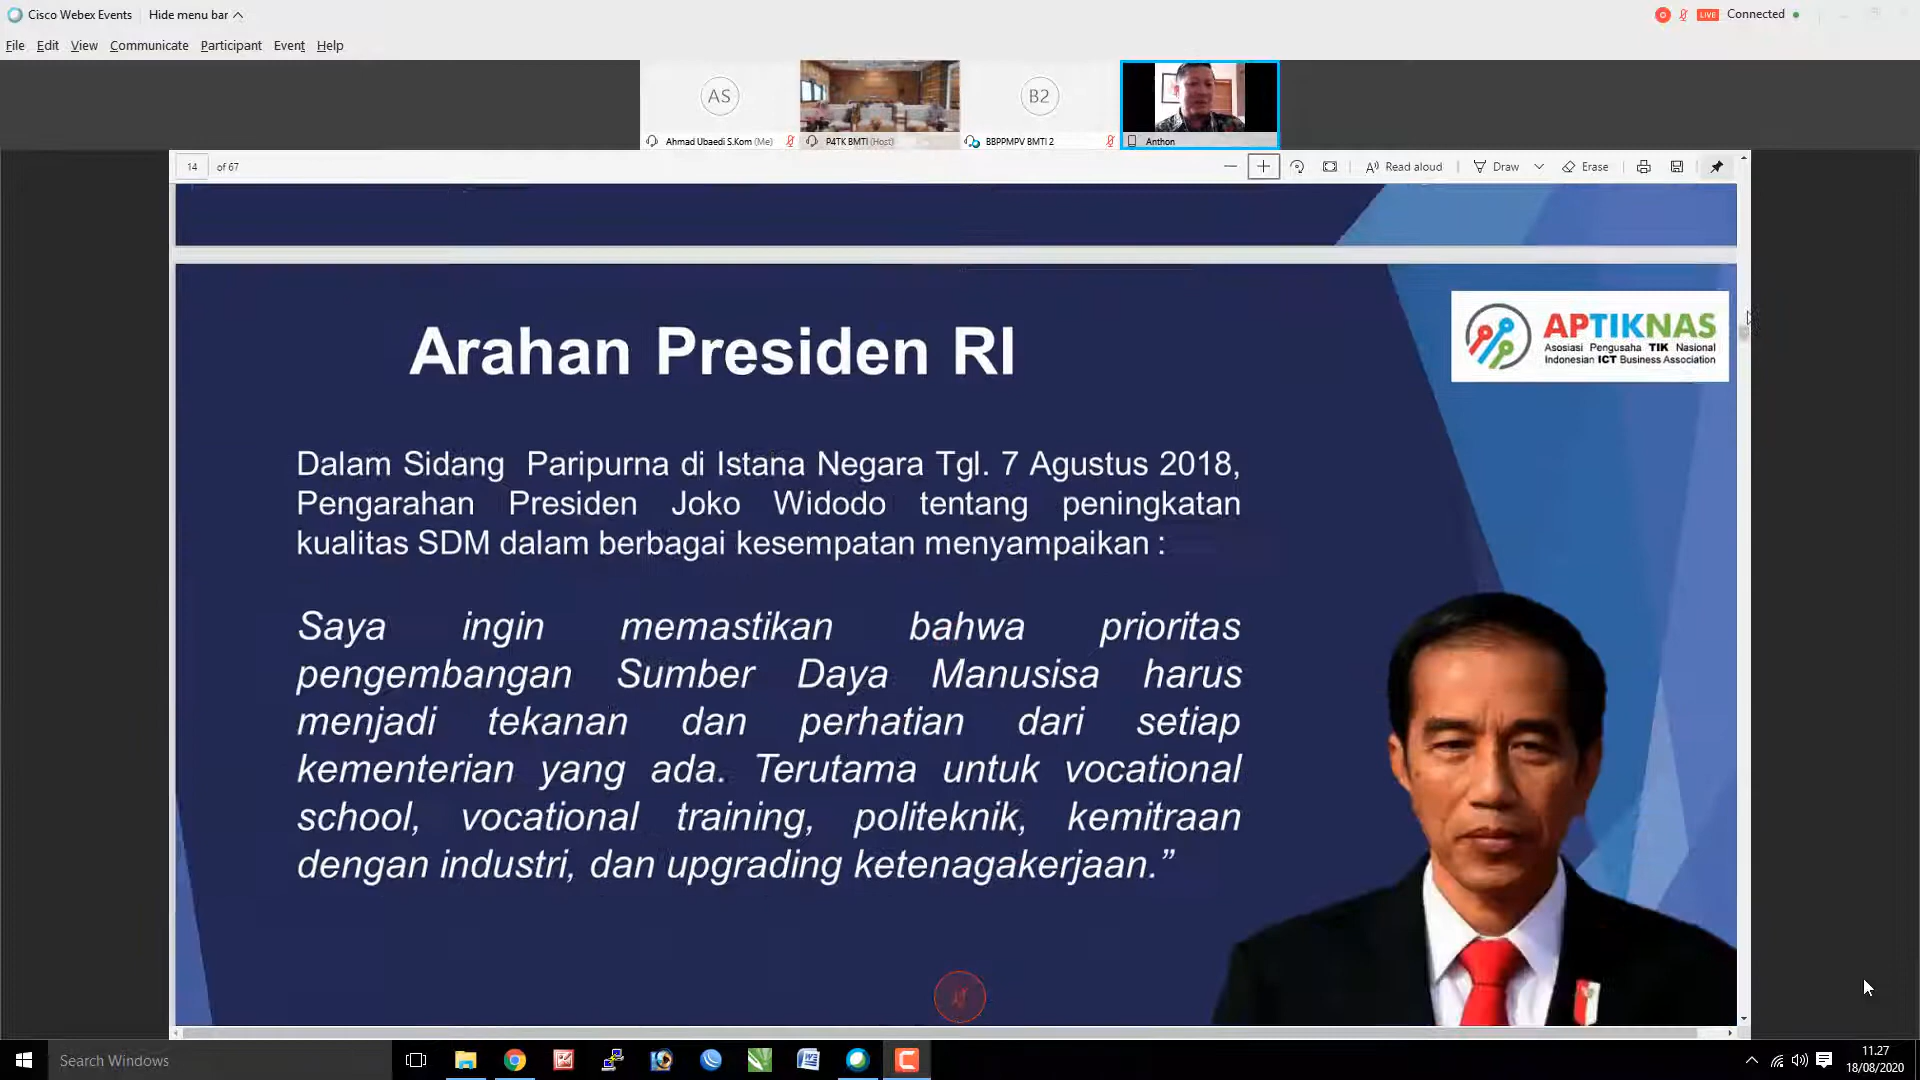 Cisco Webex Events
Hide menu bar
LIVE
Connected
File Edit View Communicate Participant Event Help
AS
B2
Ahmad Ubaedi S.Kom (Me)
P4TK BMTI (Host)
BBPPMPV BMTI 2
Anthon
14 of 67
Read aloud
Draw
Erase
Arahan Presiden RI
APTIKNAS
Asosiasi Pengusaha TIK Nasional
Indonesian ICT Business Association
Dalam Sidang Paripurna di Istana Negara Tgl. 7 Agustus 2018,
Pengarahan Presiden Joko Widodo tentang peningkatan
kualitas SDM dalam berbagai kesempatan menyampaikan :
Saya ingin memastikan bahwa prioritas
pengembangan Sumber Daya Manusisa harus
menjadi tekanan dan perhatian dari setiap
kementerian yang ada. Terutama untuk vocational
school, vocational training, politeknik, kemitraan
dengan industri, dan upgrading ketenagakerjaan.”
Search Windows
11.27
18/08/2020